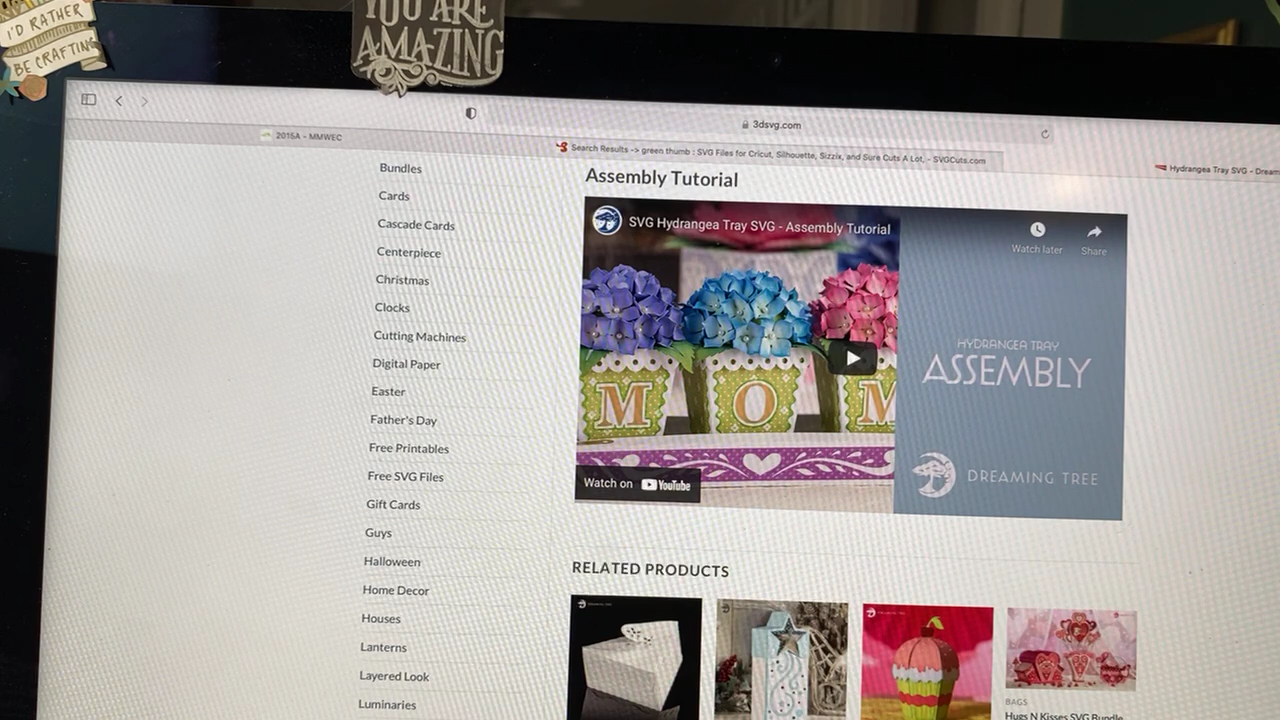 I'D RATHER
BE CRAFTING
YOU ARE
AMAZING
3dsvg.com
2015A - MMWEC
Search Results -> green thumb : SVG Files for Cricut, Silhouette, Sizzix, and Sure Cuts A Lot, - SVGCuts.com
Hydrangea Tray SVG - Dream
Bundles
Cards
Cascade Cards
Centerpiece
Christmas
Clocks
Cutting Machines
Digital Paper
Easter
Father's Day
Free Printables
Free SVG Files
Gift Cards
Guys
Halloween
Home Decor
Houses
Lanterns
Layered Look
Luminaries
Assembly Tutorial
SVG Hydrangea Tray SVG - Assembly Tutorial
Watch later
Share
M O M
HYDRANGEA TRAY
ASSEMBLY
DREAMING TREE
Watch on YouTube
RELATED PRODUCTS
BAGS
Hugs N Kisses SVG Bundle